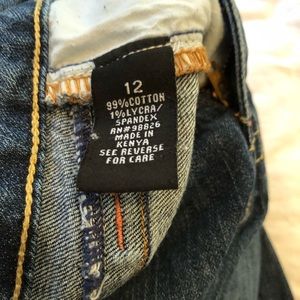 12
99% COTTON
1% LYCRA/
SPANDEX
RN#98826
MADE IN
KENYA
SEE REVERSE
FOR CARE